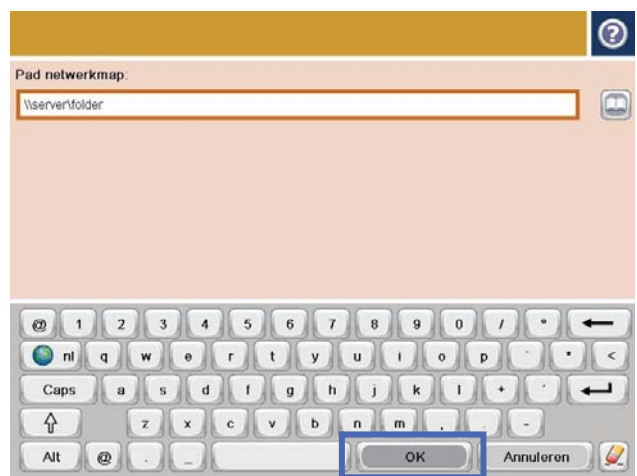 ?
Pad netwerkmap:
\\server\folder
@ 1 2 3 4 5 6 7 8 9 0 / °
nl q w e r t y u i o p ¨ * <
Caps a s d f g h j k l + ´
z x c v b n m , . -
Alt @ . _ OK Annuleren